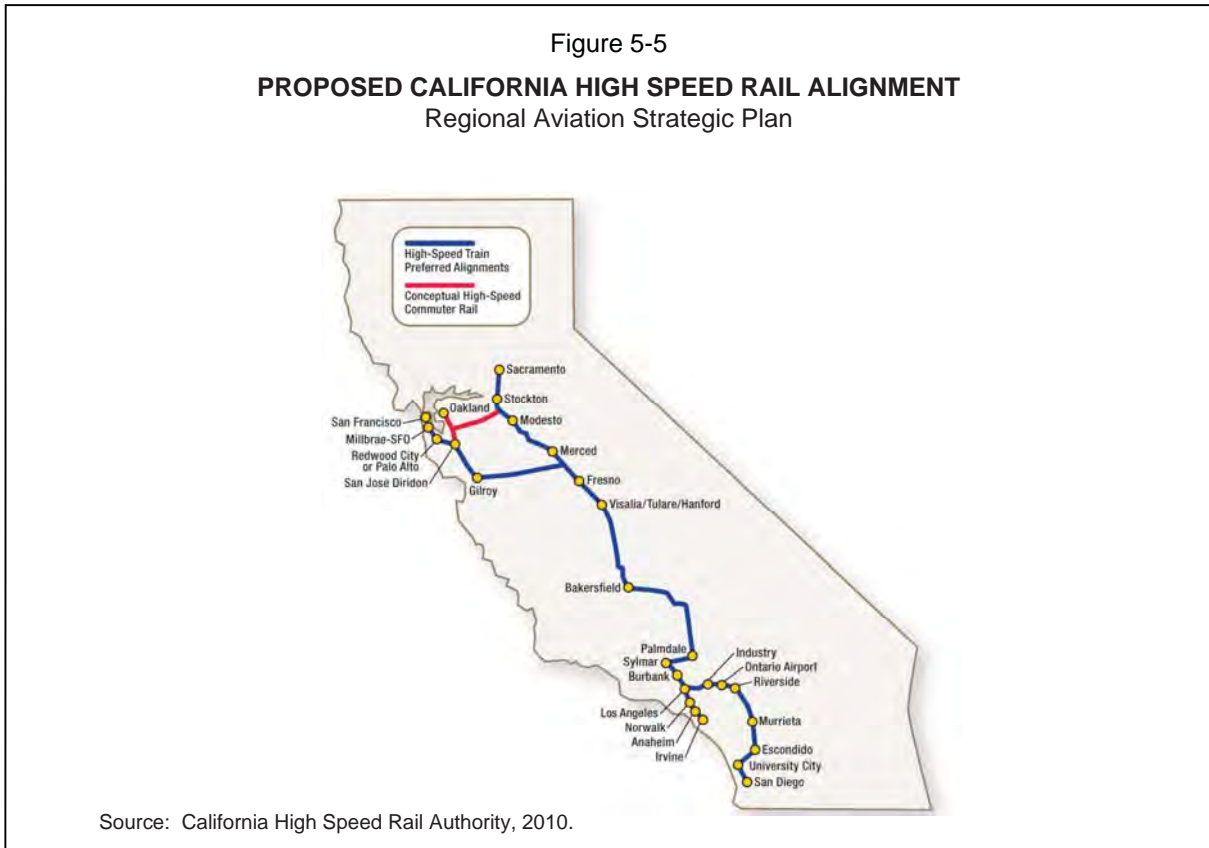 Figure 5-5
PROPOSED CALIFORNIA HIGH SPEED RAIL ALIGNMENT
Regional Aviation Strategic Plan
High-Speed Train
Preferred Alignments
Conceptual High-Speed
Commuter Rail
Sacramento
Stockton
Oakland
Modesto
San Francisco
Millbrae-SFO
Redwood City
or Palo Alto
San Jose Diridon
Merced
Gilroy
Fresno
Visalia/Tulare/Hanford
Bakersfield
Palmdale
Sylmar
Burbank
Industry
Ontario Airport
Riverside
Los Angeles
Norwalk
Anaheim
Irvine
Murrieta
Escondido
University City
San Diego
Source: California High Speed Rail Authority, 2010.